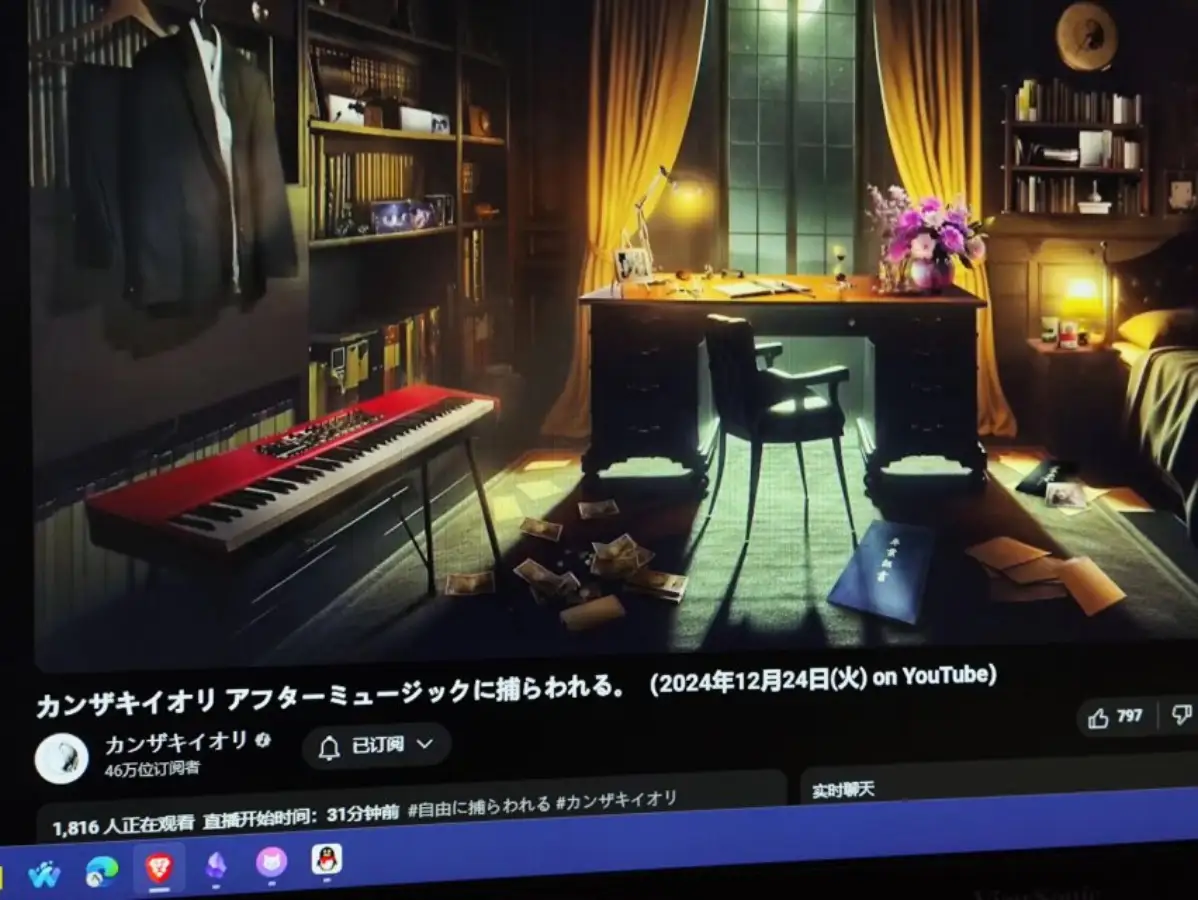 卒業証書
カンザキイオリ アフターミュージックに捕らわれる。（2024年12月24日(火) on YouTube）
797
カンザキイオリ
已订阅
46万位订阅者
1,816 人正在观看 直播开始时间：31分钟前 #自由に捕らわれる #カンザキイオリ
实时聊天